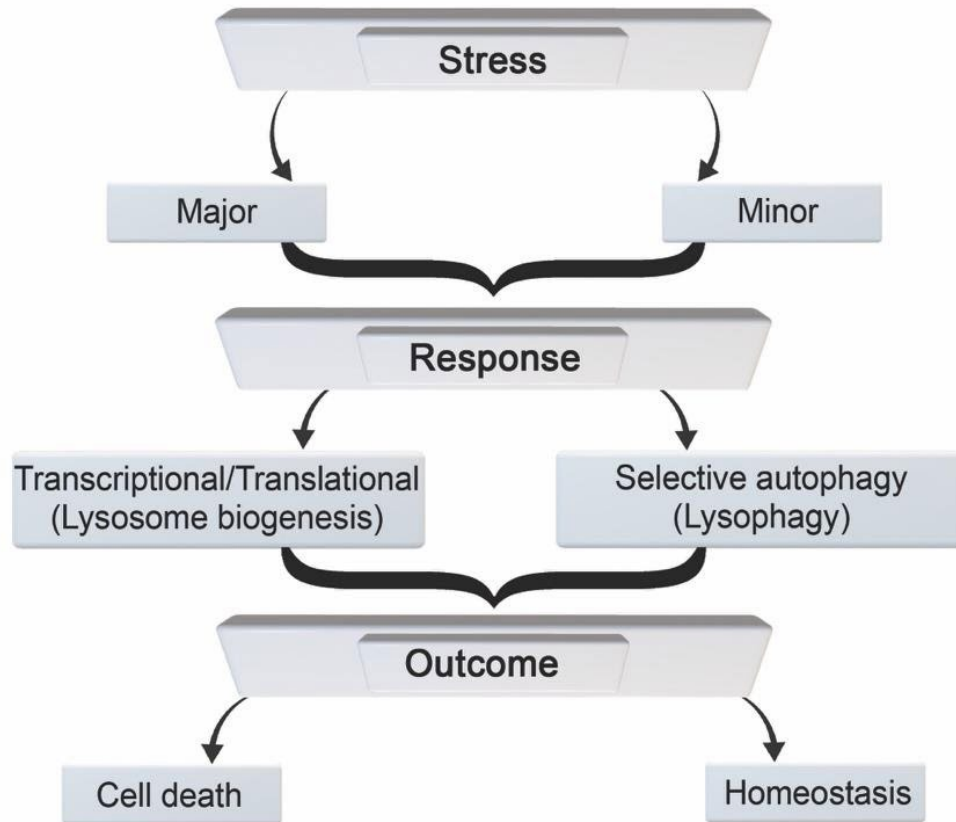 Stress
Major
Minor
Response
Transcriptional/Translational
(Lysosome biogenesis)
Selective autophagy
(Lysophagy)
Outcome
Cell death
Homeostasis